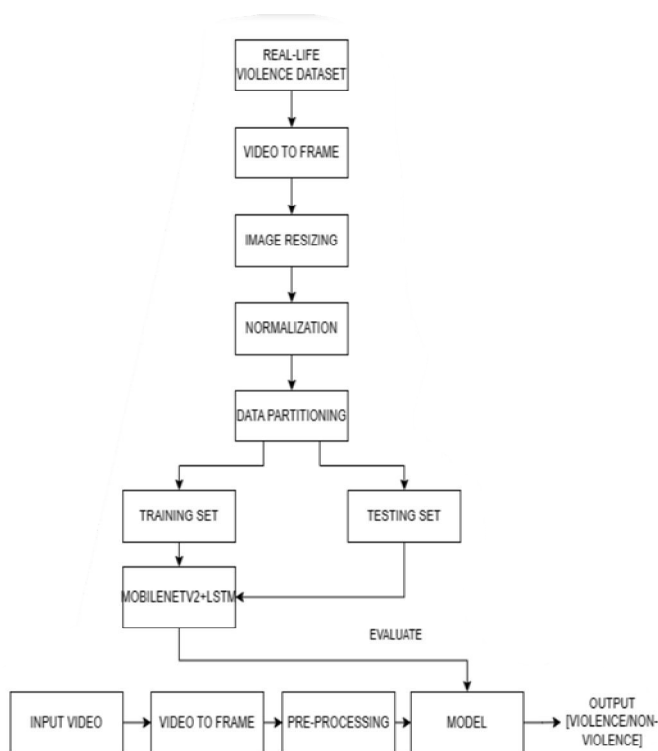 REAL-LIFE
VIOLENCE DATASET
VIDEO TO FRAME
IMAGE RESIZING
NORMALIZATION
DATA PARTITIONING
TRAINING SET
TESTING SET
MOBILENETV2+LSTM
EVALUATE
INPUT VIDEO
VIDEO TO FRAME
PRE-PROCESSING
MODEL
OUTPUT
[VIOLENCE/NON-
VIOLENCE]